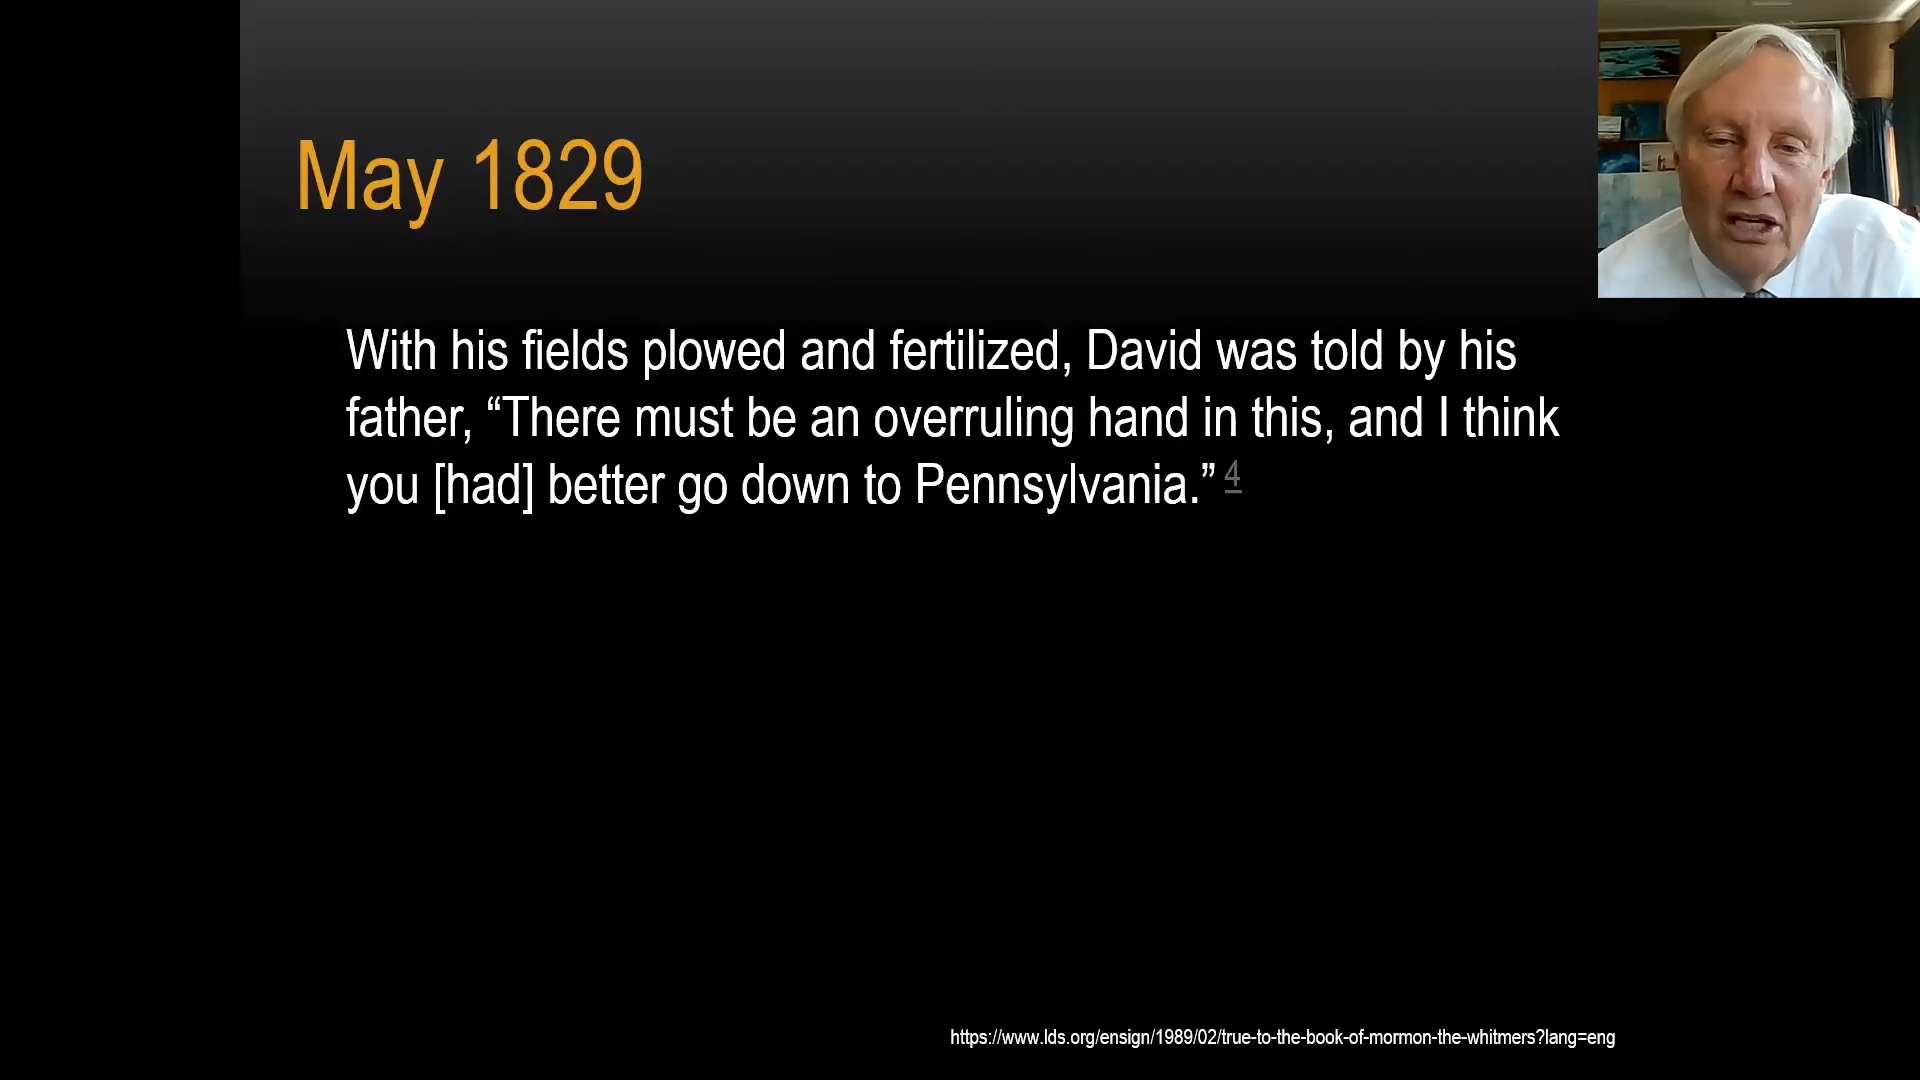 May 1829
With his fields plowed and fertilized, David was told by his
father, “There must be an overruling hand in this, and I think
you [had] better go down to Pennsylvania.” 4
https://www.lds.org/ensign/1989/02/true-to-the-book-of-mormon-the-whitmers?lang=eng